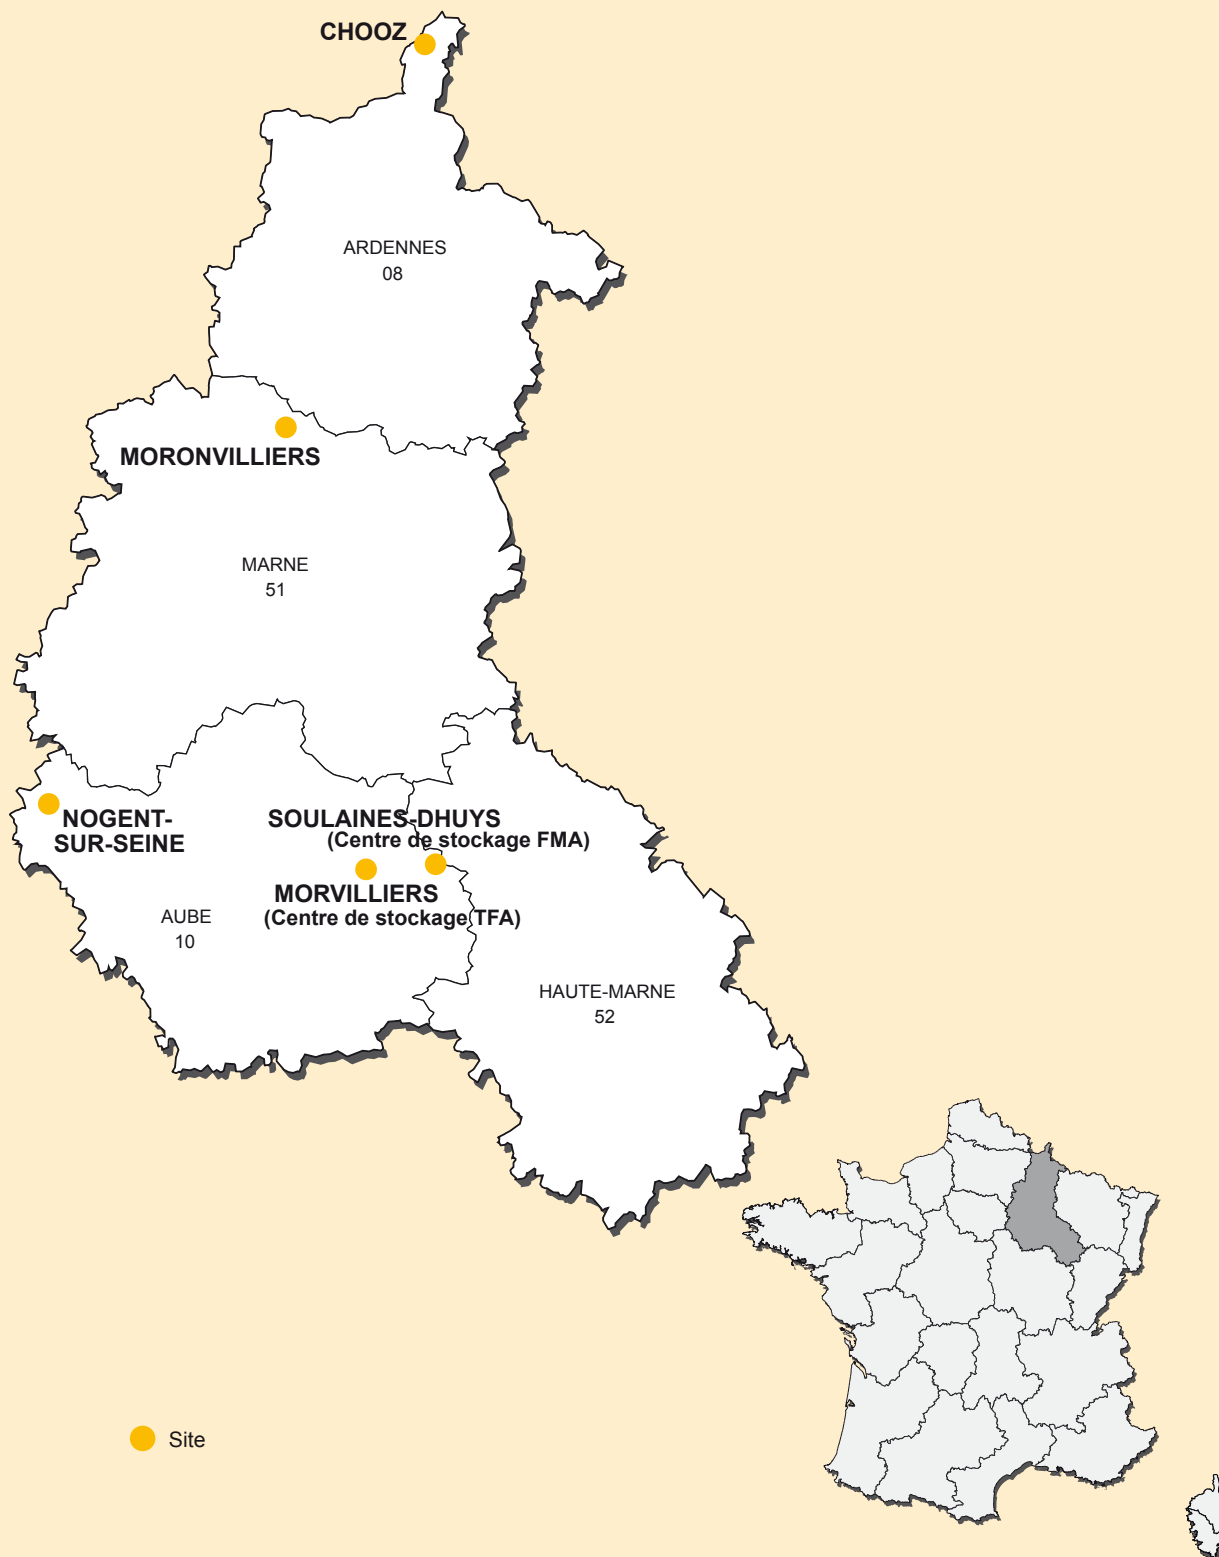 CHOOZ
ARDENNES
08
MORONVILLIERS
MARNE
51
NOGENT-
SUR-SEINE
SOULAINES-DHUYS
(Centre de stockage FMA)
MORVILLIERS
(Centre de stockage TFA)
AUBE
10
HAUTE-MARNE
52
Site